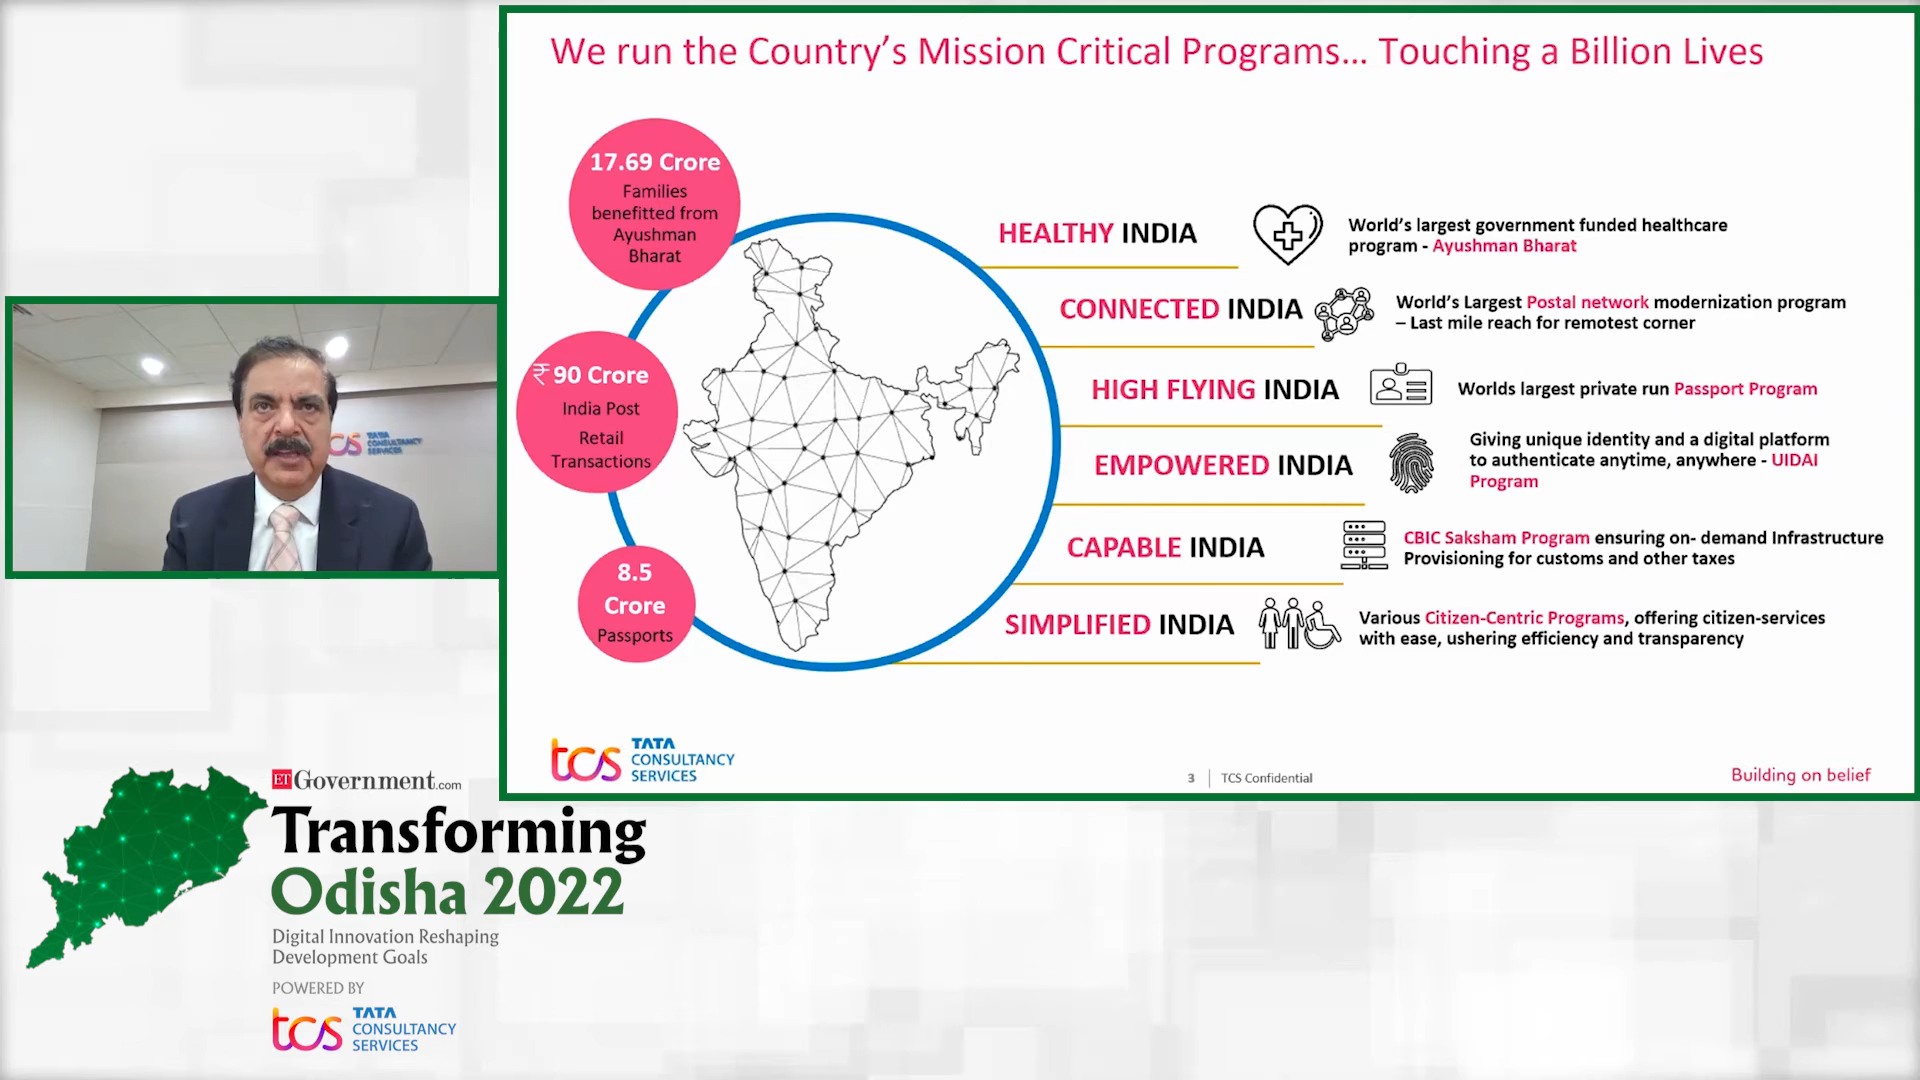 We run the Country's Mission Critical Programs... Touching a Billion Lives
17.69 Crore
Families
benefitted from
Ayushman
Bharat
₹ 90 Crore
India Post
Retail
Transactions
8.5
Crore
Passports
HEALTHY INDIA
World's largest government funded healthcare
program - Ayushman Bharat
CONNECTED INDIA
World's Largest Postal network modernization program
– Last mile reach for remotest corner
HIGH FLYING INDIA
Worlds largest private run Passport Program
EMPOWERED INDIA
Giving unique identity and a digital platform
to authenticate anytime, anywhere - UIDAI
Program
CAPABLE INDIA
CBIC Saksham Program ensuring on- demand Infrastructure
Provisioning for customs and other taxes
SIMPLIFIED INDIA
Various Citizen-Centric Programs, offering citizen-services
with ease, ushering efficiency and transparency
tcs TATA
CONSULTANCY
SERVICES
3 | TCS Confidential
Building on belief
CS TATA
CONSULTANCY
SERVICES
ET Government.com
Transforming
Odisha 2022
Digital Innovation Reshaping
Development Goals
POWERED BY
tcs TATA
CONSULTANCY
SERVICES